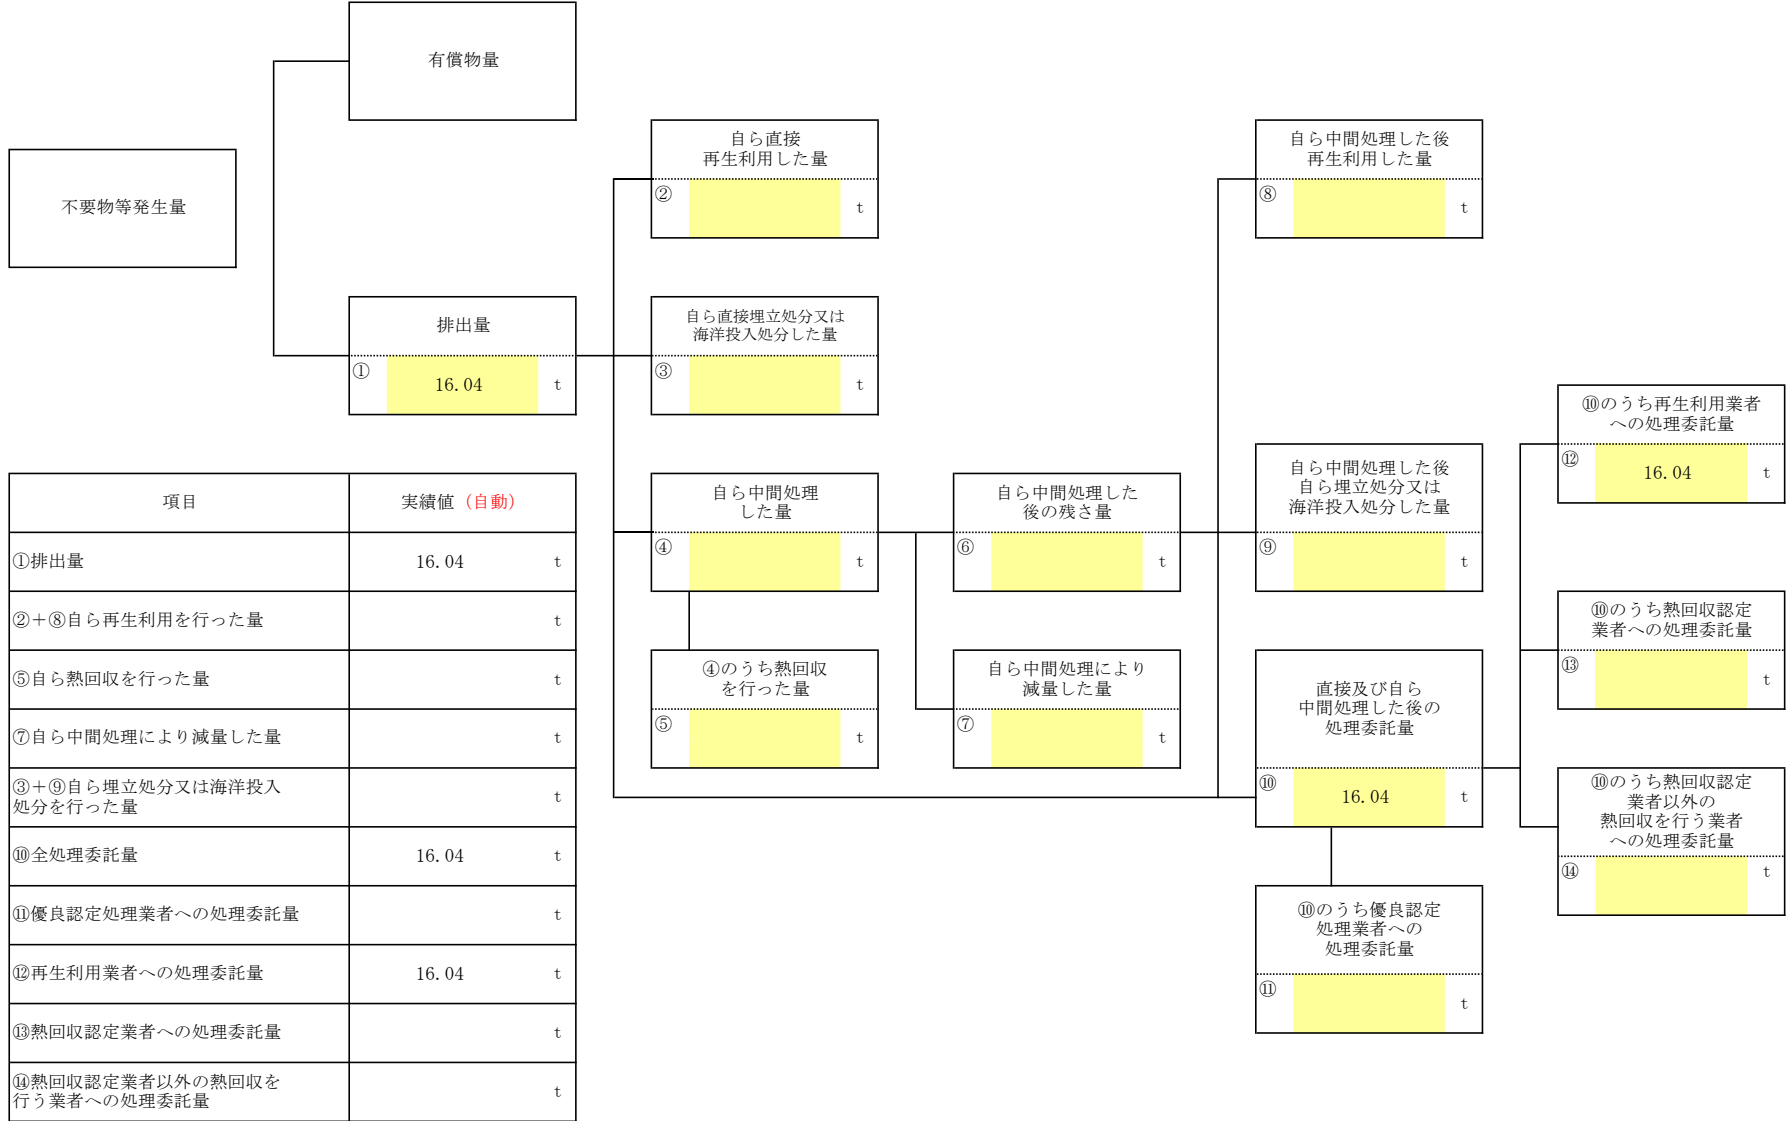 有償物量
不要物等発生量
排出量
①
16.04
t
自ら直接
再生利用した量
②
t
自ら直接埋立処分又は
海洋投入処分した量
③
t
自ら中間処理
した量
④
t
④のうち熱回収
を行った量
⑤
t
自ら中間処理した
後の残さ量
⑥
t
自ら中間処理により
減量した量
⑦
t
自ら中間処理した後
再生利用した量
⑧
t
自ら中間処理した後
自ら埋立処分又は
海洋投入処分した量
⑨
t
直接及び自ら
中間処理した後の
処理委託量
⑩
16.04
t
⑩のうち優良認定
処理業者への
処理委託量
⑪
t
⑩のうち再生利用業者
への処理委託量
⑫
16.04
t
⑩のうち熱回収認定
業者への処理委託量
⑬
t
⑩のうち熱回収認定
業者以外の
熱回収を行う業者
への処理委託量
⑭
t
項目 実績値（自動）
①排出量 16.04 t
②＋⑧自ら再生利用を行った量 t
⑤自ら熱回収を行った量 t
⑦自ら中間処理により減量した量 t
③＋⑨自ら埋立処分又は海洋投入
処分を行った量 t
⑩全処理委託量 16.04 t
⑪優良認定処理業者への処理委託量 t
⑫再生利用業者への処理委託量 16.04 t
⑬熱回収認定業者への処理委託量 t
⑭熱回収認定業者以外の熱回収を
行う業者への処理委託量 t